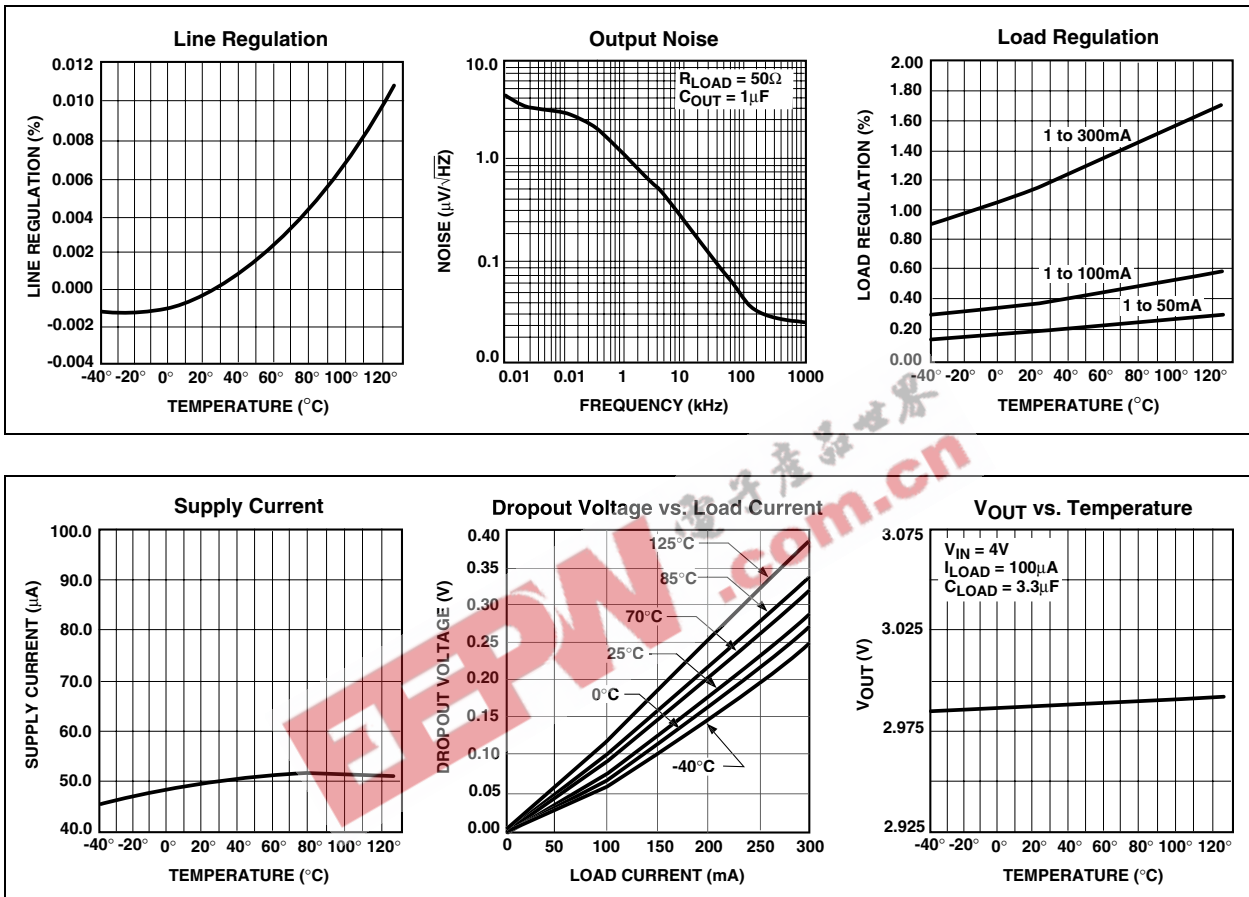 Line Regulation
0.012
0.010
0.008
0.006
0.004
0.002
0.000
-0.002
-0.004
LINE REGULATION (%)
-40° -20° 0° 20° 40° 60° 80° 100° 120°
TEMPERATURE (°C)
Output Noise
RLOAD = 50Ω
COUT = 1μF
10.0
1.0
0.1
0.0
NOISE (μV/√HZ)
0.01 0.01 1 10 100 1000
FREQUENCY (kHz)
Load Regulation
2.00
1.80
1.60
1.40
1.20
1.00
0.80
0.60
0.40
0.20
0.00
LOAD REGULATION (%)
1 to 300mA
1 to 100mA
1 to 50mA
-40° -20° 0° 20° 40° 60° 80° 100° 120°
TEMPERATURE (°C)
Supply Current
100.0
90.0
80.0
70.0
60.0
50.0
40.0
SUPPLY CURRENT (μA)
-40° -20° 0° 20° 40° 60° 80° 100° 120°
TEMPERATURE (°C)
Dropout Voltage vs. Load Current
0.40
0.35
0.30
0.25
0.20
0.15
0.10
0.05
0.00
DROPOUT VOLTAGE (V)
125°C
85°C
70°C
25°C
0°C
-40°C
0 50 100 150 200 250 300
LOAD CURRENT (mA)
VOUT vs. Temperature
VIN = 4V
ILOAD = 100μA
CLOAD = 3.3μF
3.075
3.025
2.975
2.925
VOUT (V)
-40° -20° 0° 20° 40° 60° 80° 100° 120°
TEMPERATURE (°C)
EEPW.com.cn
電子產品世界